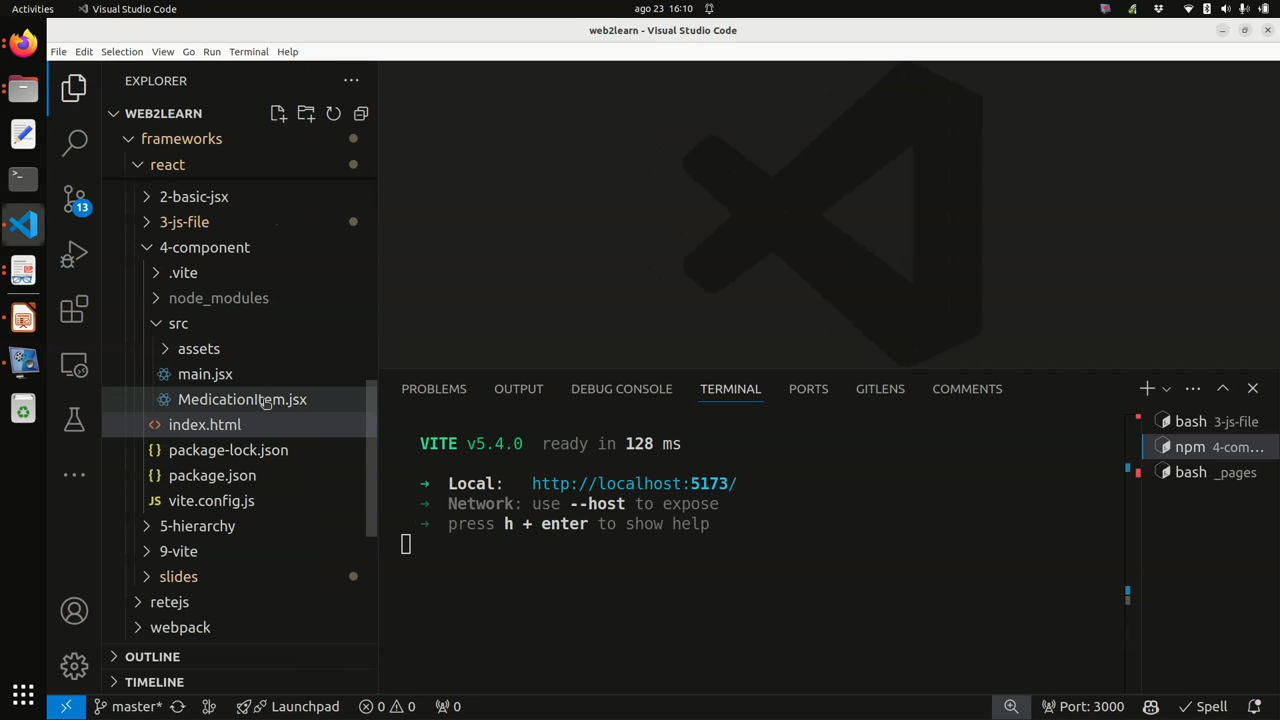 Activities
Visual Studio Code
ago 23 16:10
web2learn - Visual Studio Code
File Edit Selection View Go Run Terminal Help
EXPLORER
WEB2LEARN
frameworks
react
2-basic-jsx
3-js-file
4-component
.vite
node_modules
src
assets
main.jsx
MedicationItem.jsx
index.html
package-lock.json
package.json
JS vite.config.js
5-hierarchy
9-vite
slides
retejs
webpack
OUTLINE
TIMELINE
13
PROBLEMS OUTPUT DEBUG CONSOLE TERMINAL PORTS GITLENS COMMENTS
VITE v5.4.0 ready in 128 ms
➜ Local: http://localhost:5173/
➜ Network: use --host to expose
➜ press h + enter to show help
bash 3-js-file
npm 4-com...
bash _pages
master* Launchpad 0 0 0 Port: 3000 Spell